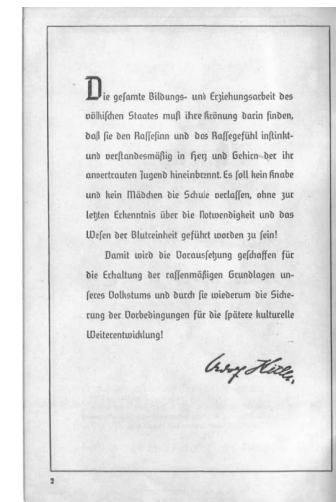 Die gesamte Bildungs- und Erziehungsarbeit des
völkischen Staates muß ihre Krönung darin finden,
daß sie den Rassesinn und das Rassegefühl instinkt-
und verstandesmäßig in Herz und Gehirn der ihr
anvertrauten Jugend hineinbrennt. Es soll kein Knabe
und kein Mädchen die Schule verlassen, ohne zur
letzten Erkenntnis über die Notwendigkeit und das
Wesen der Blutreinheit geführt worden zu sein!
Damit wird die Voraussetzung geschaffen für
die Erhaltung der rassenmäßigen Grundlagen un-
seres Volkstums und durch sie wiederum die Siche-
rung der Vorbedingungen für die spätere kulturelle
Weiterentwicklung!
Adolf Hitler.
2